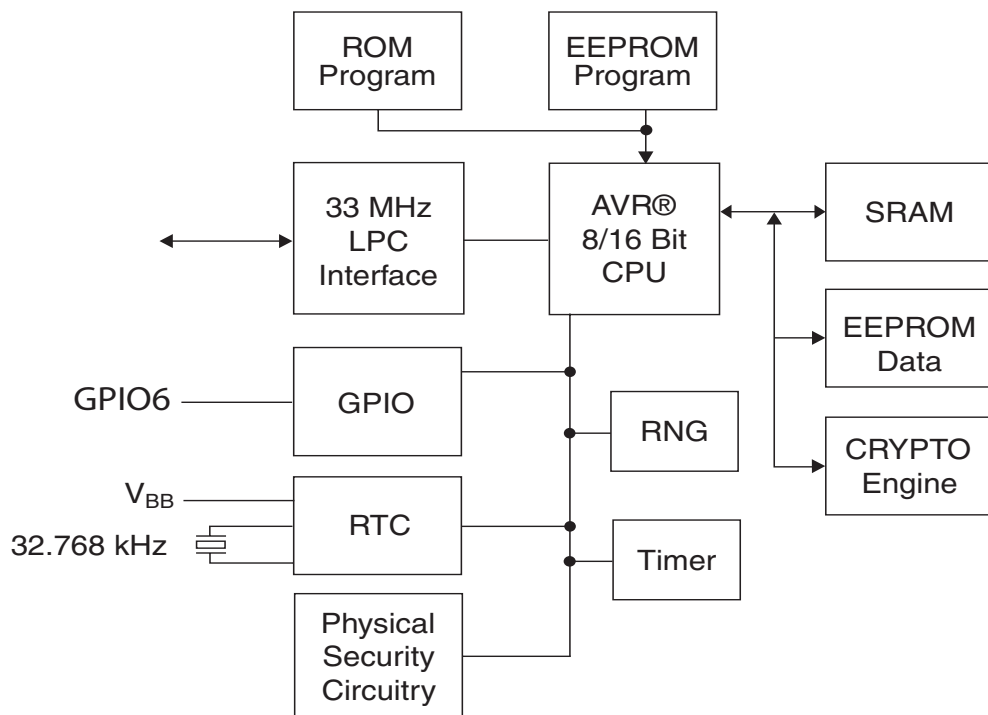 ROM
Program
EEPROM
Program
33 MHz
LPC
Interface
AVR®
8/16 Bit
CPU
SRAM
EEPROM
Data
GPIO6
GPIO
RNG
CRYPTO
Engine
VBB
32.768 kHz
RTC
Timer
Physical
Security
Circuitry